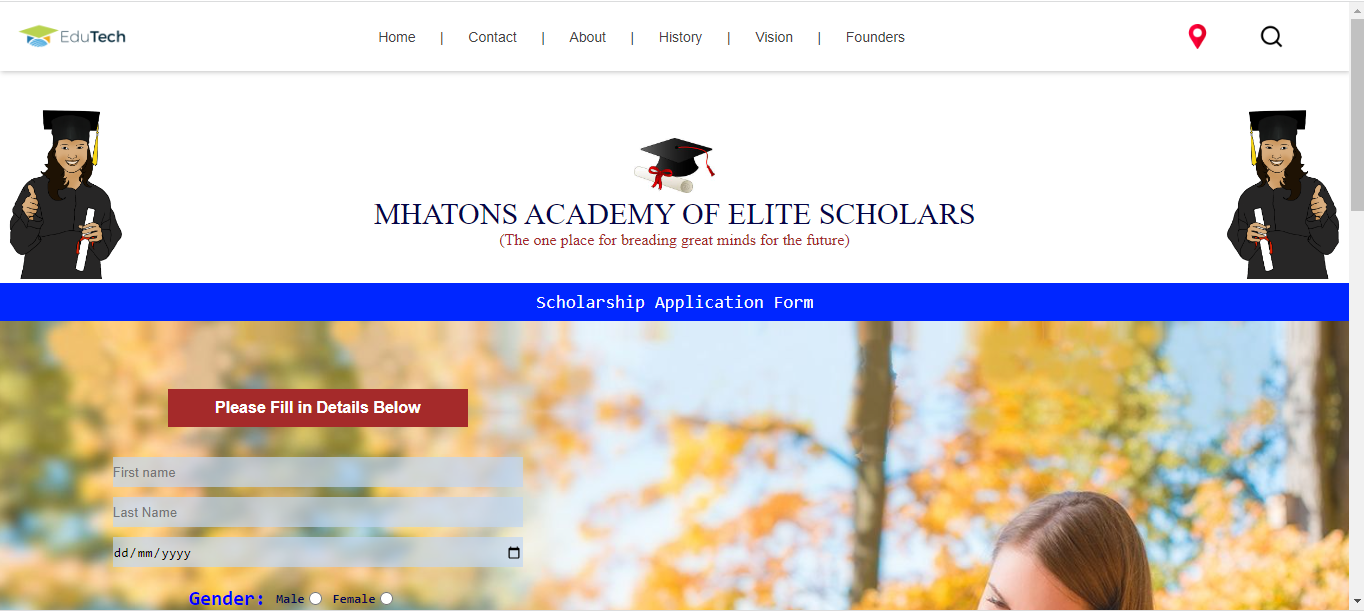 EduTech
Home | Contact | About | History | Vision | Founders
MHATONS ACADEMY OF ELITE SCHOLARS
(The one place for breading great minds for the future)
Scholarship Application Form
Please Fill in Details Below
First name
Last Name
dd/mm/yyyy
Gender: Male Female